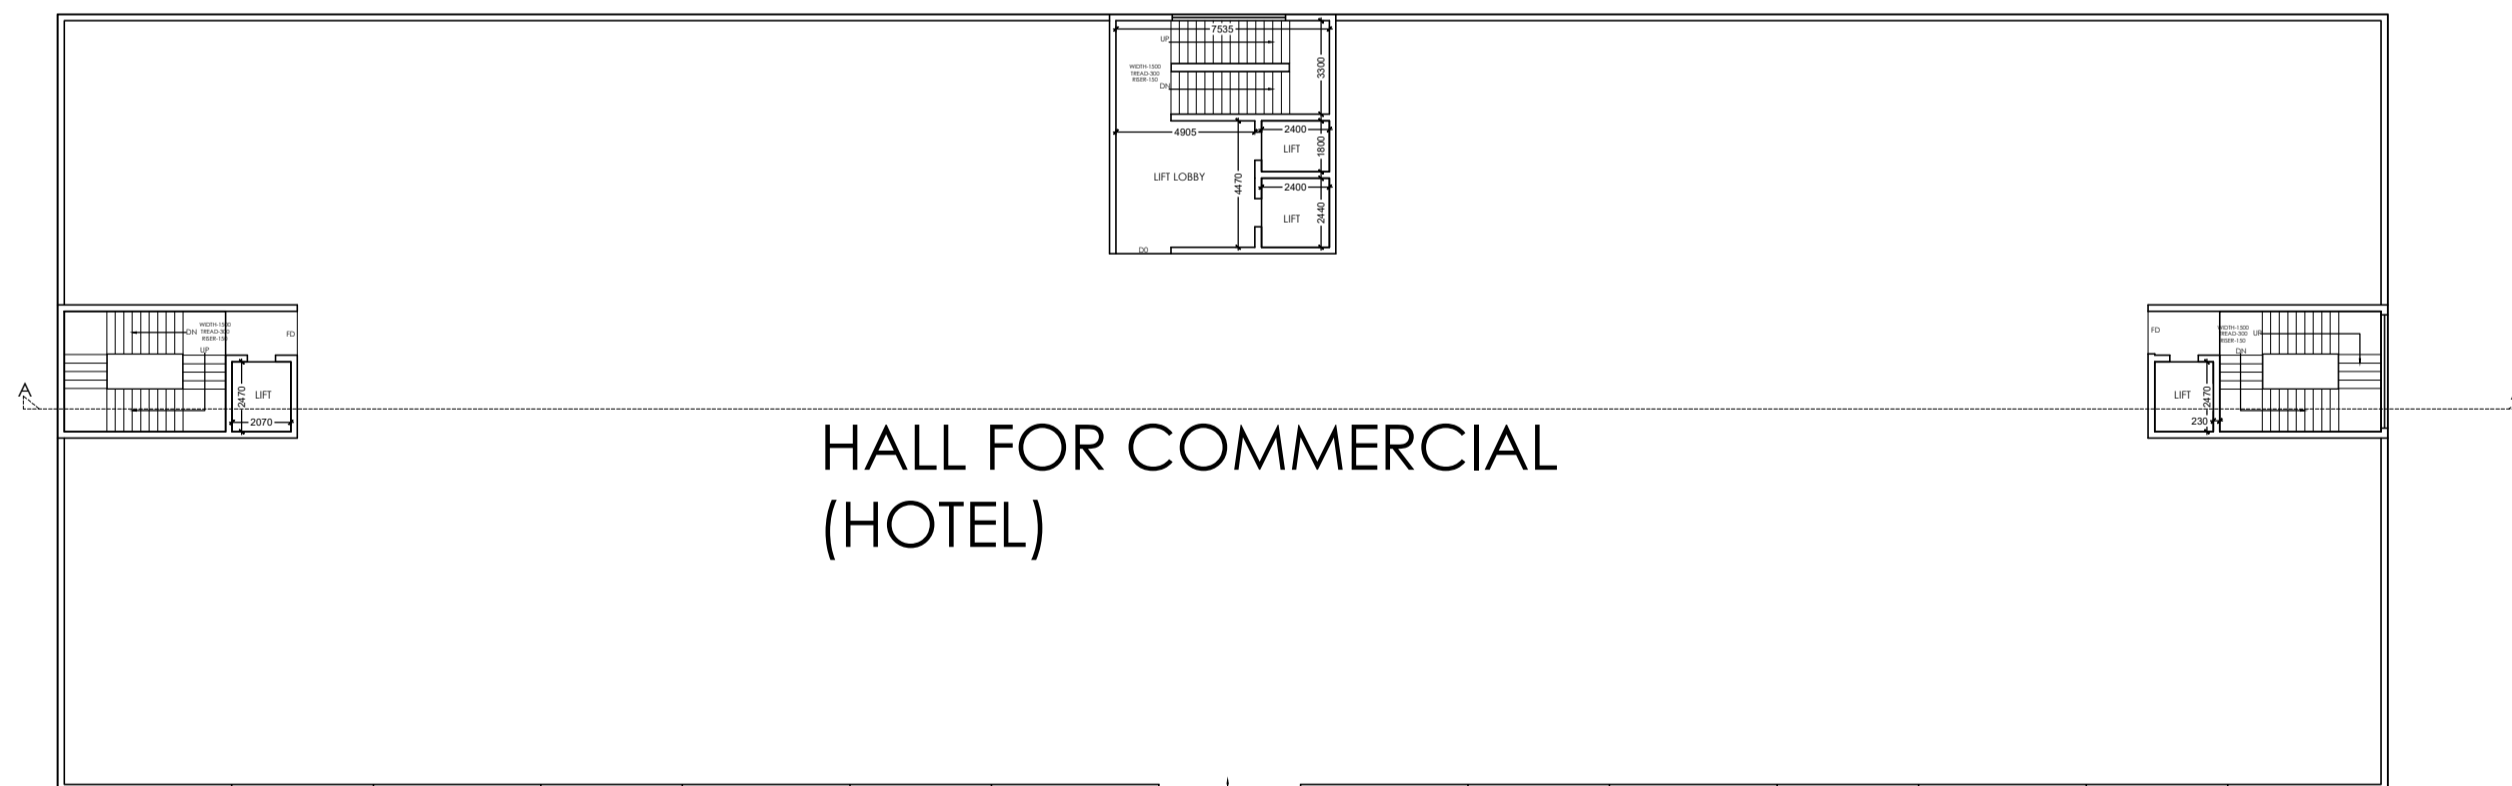 7535
UP
3300
WIDTH-1500
TREAD-300
RISER-150
DN
4905
2400
LIFT
1800
LIFT LOBBY
4470
2400
LIFT
2440
DO
DN
WIDTH-1500
TREAD-300
RISER-150
FD
UP
LIFT
2470
2070
FD
WIDTH-1500
TREAD-300
RISER-150
UP
DN
LIFT
2470
230
A
HALL FOR COMMERCIAL
(HOTEL)